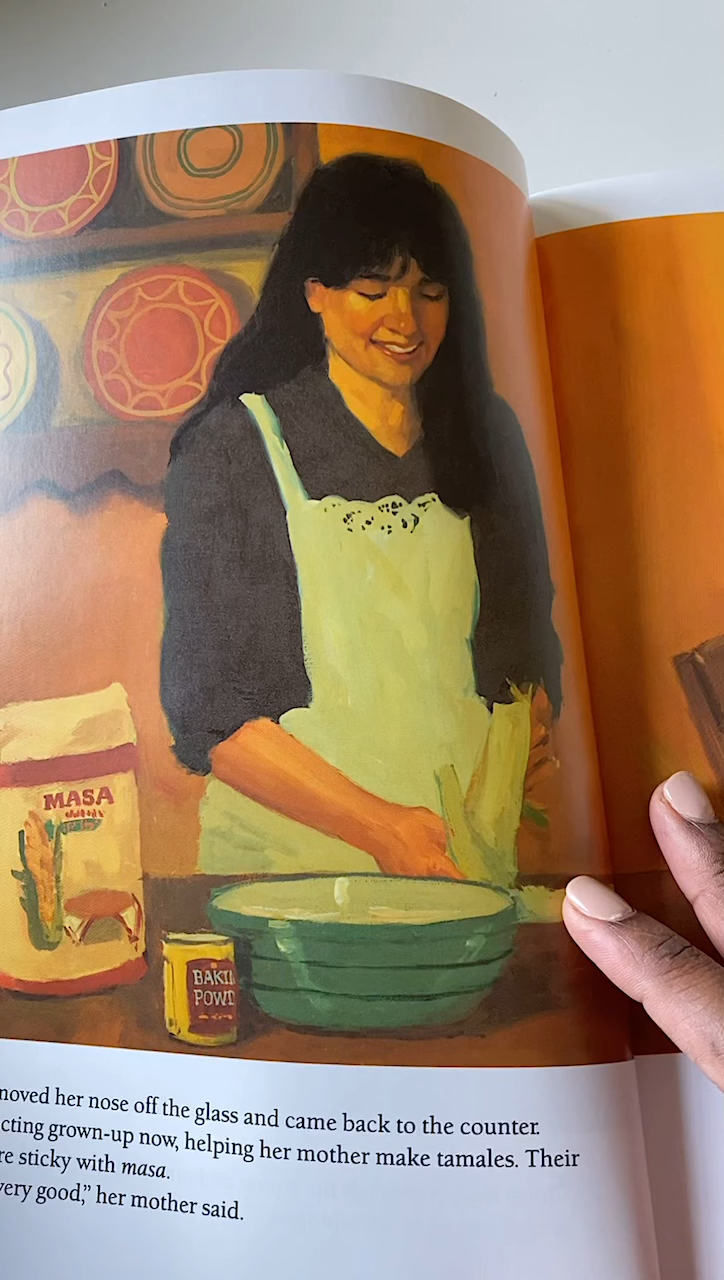 MASA
BAKI
POWD
moved her nose off the glass and came back to the counter.
cting grown-up now, helping her mother make tamales. Their
re sticky with masa.
very good,” her mother said.